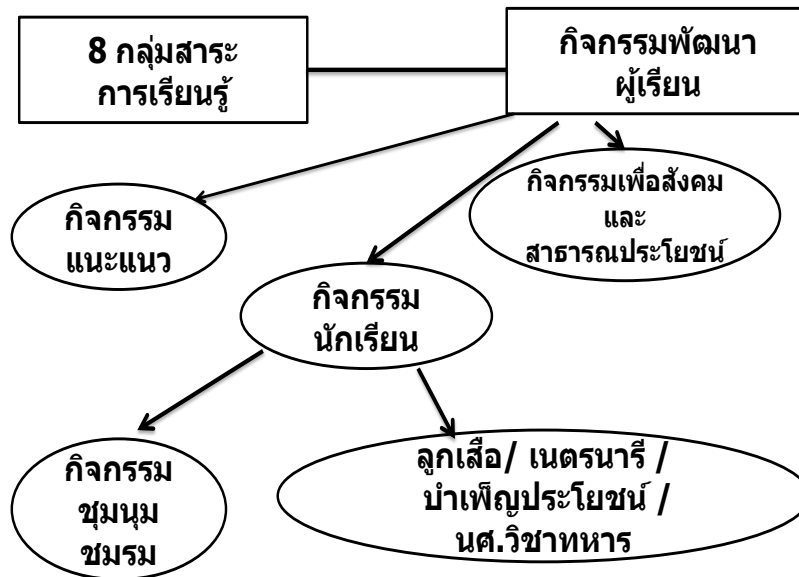 8 กลุ่มสาระ
การเรียนรู้
กิจกรรมพัฒนา
ผู้เรียน
กิจกรรม
แนะแนว
กิจกรรมเพื่อสังคม
และ
สาธารณประโยชน์
กิจกรรม
นักเรียน
กิจกรรม
ชุมนุม
ชมรม
ลูกเสือ/ เนตรนารี /
บำเพ็ญประโยชน์ /
นศ.วิชาทหาร